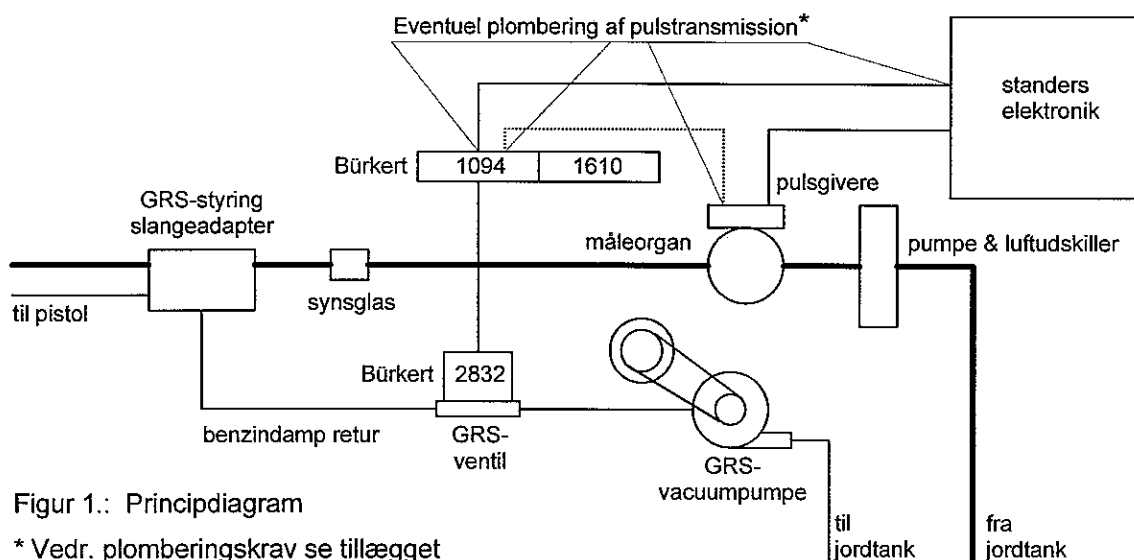 Eventuel plombering af pulstransmission*
standers
elektronik
Bürkert 1094 1610
pulsgivere
GRS-styring
slangeadapter
måleorgan
pumpe & luftudskiller
synsglas
til pistol
Bürkert 2832
benzindamp retur
GRS-
ventil
GRS-
vacuumpumpe
til
jordtank
fra
jordtank
Figur 1.: Principdiagram
* Vedr. plomberingskrav se tillægget